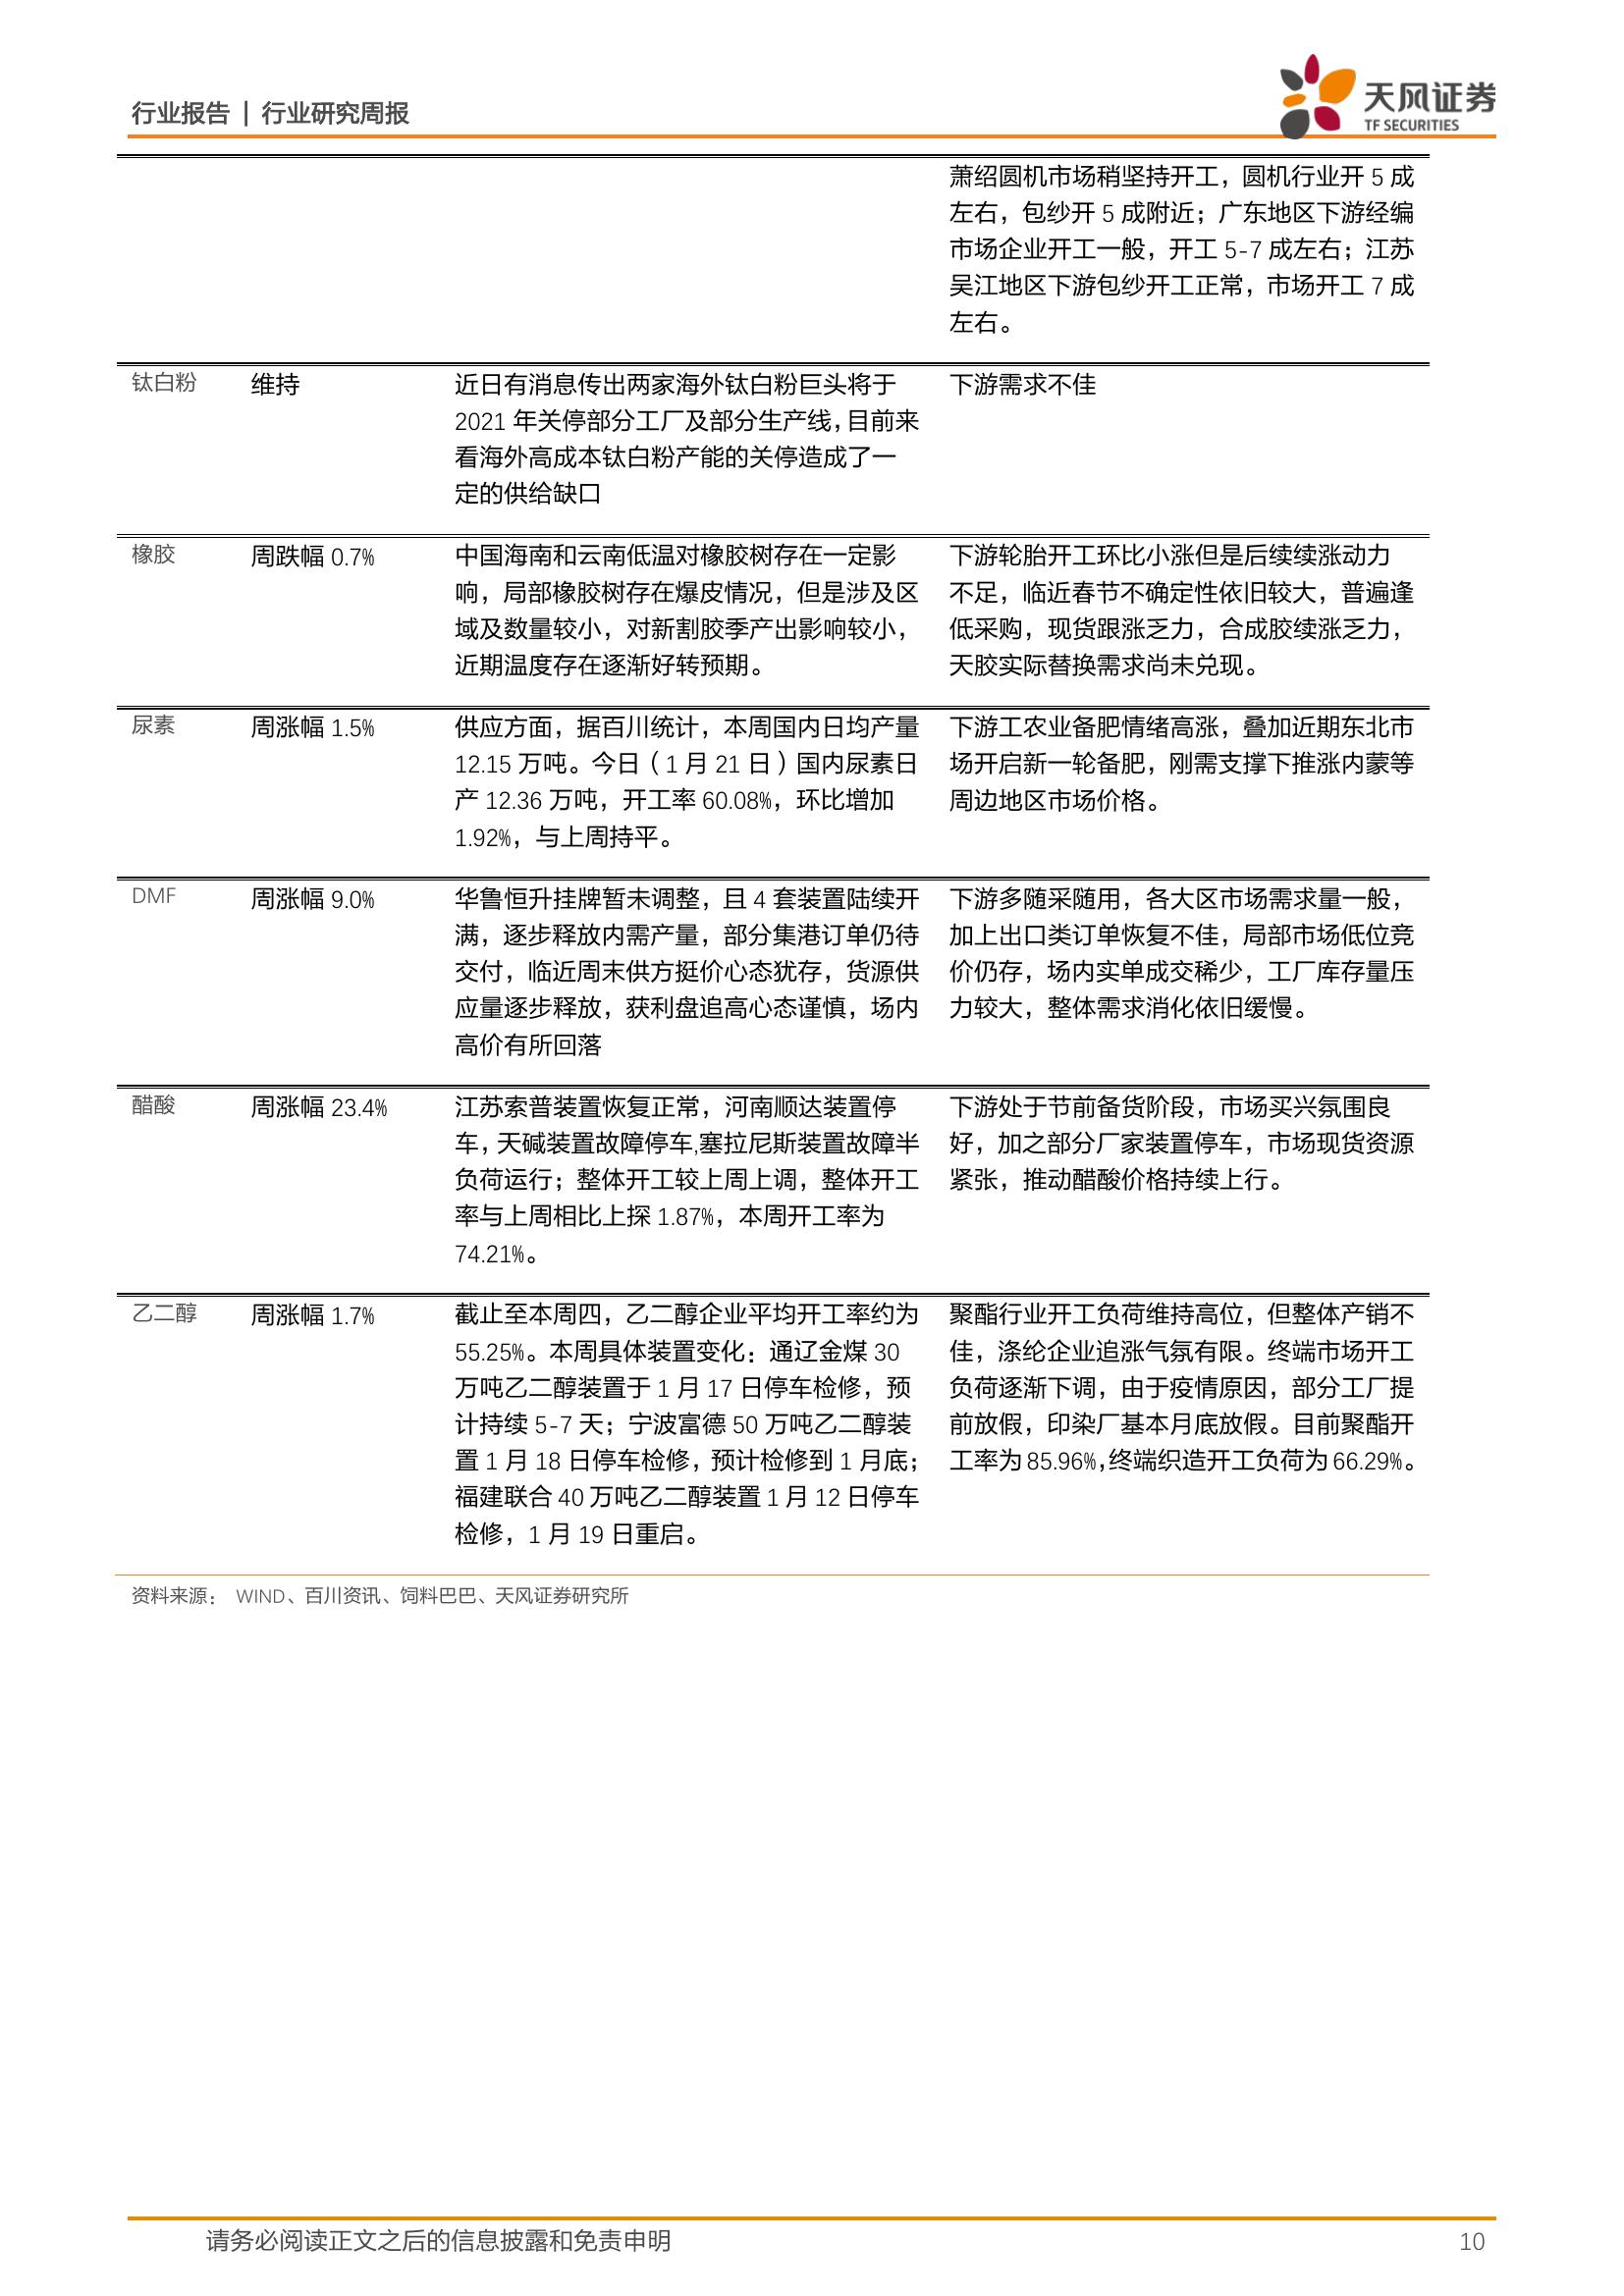 行业报告 | 行业研究周报
天风证券
TF SECURITIES
萧绍圆机市场稍坚持开工，圆机行业开 5 成
左右，包纱开 5 成附近；广东地区下游经编
市场企业开工一般，开工 5-7 成左右；江苏
吴江地区下游包纱开工正常，市场开工 7 成
左右。
钛白粉
维持
近日有消息传出两家海外钛白粉巨头将于
2021 年关停部分工厂及部分生产线，目前来
看海外高成本钛白粉产能的关停造成了一
定的供给缺口
下游需求不佳
橡胶
周跌幅 0.7%
中国海南和云南低温对橡胶树存在一定影
响，局部橡胶树存在爆皮情况，但是涉及区
域及数量较小，对新割胶季产出影响较小，
近期温度存在逐渐好转预期。
下游轮胎开工环比小涨但是后续续涨动力
不足，临近春节不确定性依旧较大，普遍逢
低采购，现货跟涨乏力，合成胶续涨乏力，
天胶实际替换需求尚未兑现。
尿素
周涨幅 1.5%
供应方面，据百川统计，本周国内日均产量
12.15 万吨。今日（1 月 21 日）国内尿素日
产 12.36 万吨，开工率 60.08%，环比增加
1.92%，与上周持平。
下游工农业备肥情绪高涨，叠加近期东北市
场开启新一轮备肥，刚需支撑下推涨内蒙等
周边地区市场价格。
DMF
周涨幅 9.0%
华鲁恒升挂牌暂未调整，且 4 套装置陆续开
满，逐步释放内需产量，部分集港订单仍待
交付，临近周末供方挺价心态犹存，货源供
应量逐步释放，获利盘追高心态谨慎，场内
高价有所回落
下游多随采随用，各大区市场需求量一般，
加上出口类订单恢复不佳，局部市场低位竞
价仍存，场内实单成交稀少，工厂库存量压
力较大，整体需求消化依旧缓慢。
醋酸
周涨幅 23.4%
江苏索普装置恢复正常，河南顺达装置停
车，天碱装置故障停车,塞拉尼斯装置故障半
负荷运行；整体开工较上周上调，整体开工
率与上周相比上探 1.87%，本周开工率为
74.21%。
下游处于节前备货阶段，市场买兴氛围良
好，加之部分厂家装置停车，市场现货资源
紧张，推动醋酸价格持续上行。
乙二醇
周涨幅 1.7%
截止至本周四，乙二醇企业平均开工率约为
55.25%。本周具体装置变化：通辽金煤 30
万吨乙二醇装置于 1 月 17 日停车检修，预
计持续 5-7 天；宁波富德 50 万吨乙二醇装
置 1 月 18 日停车检修，预计检修到 1 月底；
福建联合 40 万吨乙二醇装置 1 月 12 日停车
检修，1 月 19 日重启。
聚酯行业开工负荷维持高位，但整体产销不
佳，涤纶企业追涨气氛有限。终端市场开工
负荷逐渐下调，由于疫情原因，部分工厂提
前放假，印染厂基本月底放假。目前聚酯开
工率为 85.96%，终端织造开工负荷为 66.29%。
资料来源： WIND、百川资讯、饲料巴巴、天风证券研究所
请务必阅读正文之后的信息披露和免责申明
10